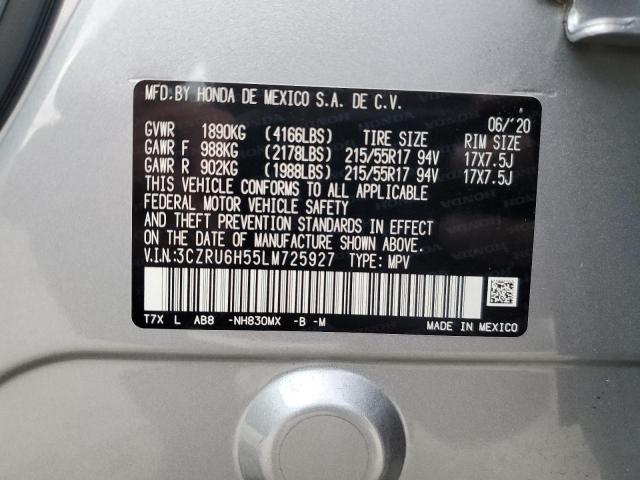 MFD.BY HONDA DE MEXICO S.A. DE C.V.
06/'20
GVWR 1890KG (4166LBS) TIRE SIZE RIM SIZE
GAWR F 988KG (2178LBS) 215/55R17 94V 17X7.5J
GAWR R 902KG (1988LBS) 215/55R17 94V 17X7.5J
THIS VEHICLE CONFORMS TO ALL APPLICABLE
FEDERAL MOTOR VEHICLE SAFETY
AND THEFT PREVENTION STANDARDS IN EFFECT
ON THE DATE OF MANUFACTURE SHOWN ABOVE.
V.I.N:3CZRU6H55LM725927 TYPE: MPV
T7X L AB8 -NH830MX -B -M
MADE IN MEXICO